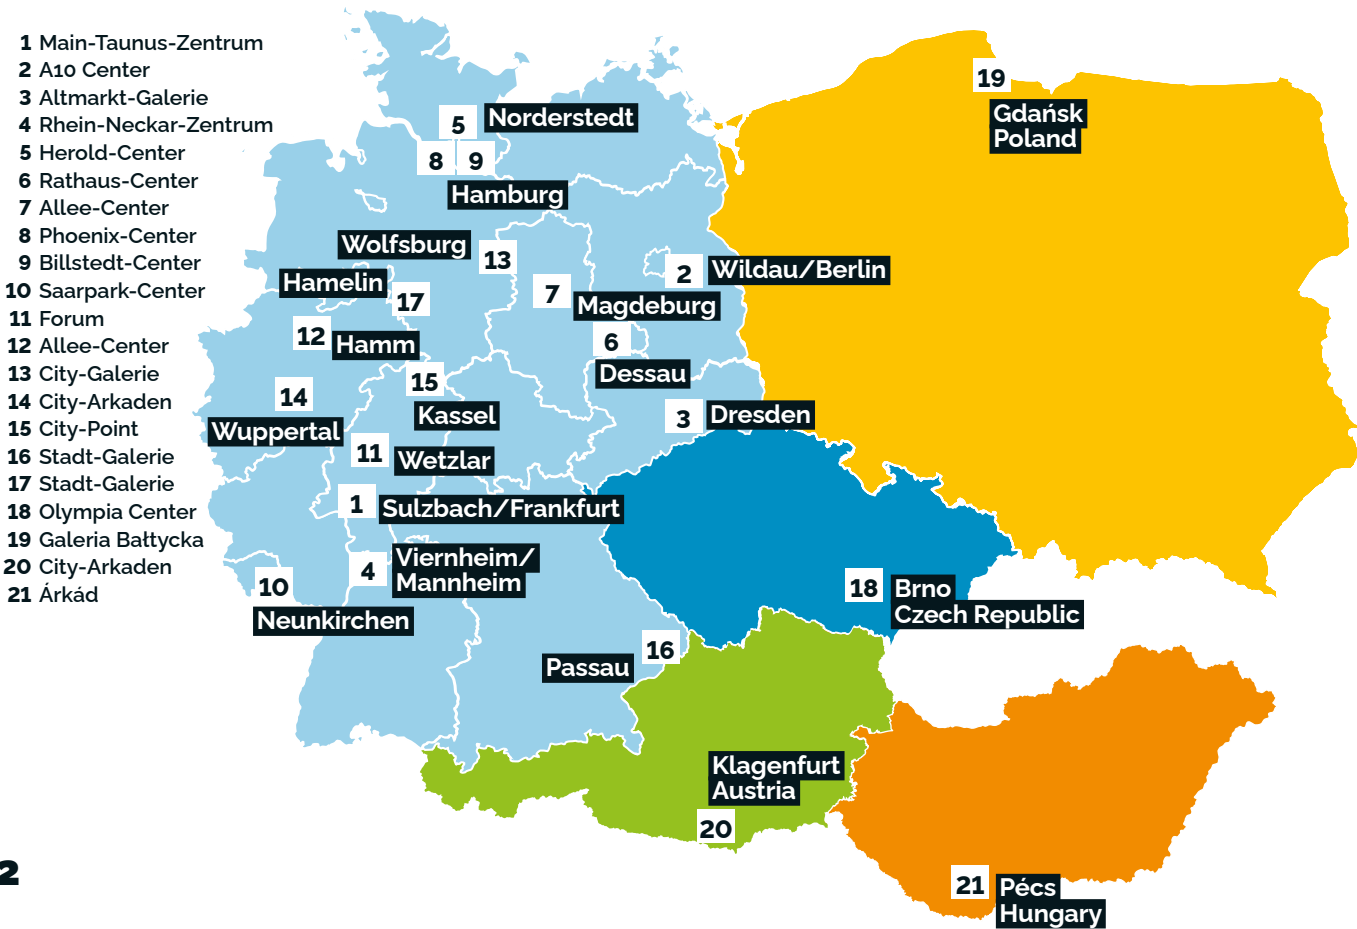 1 Main-Taunus-Zentrum
2 A10 Center
3 Altmarkt-Galerie
4 Rhein-Neckar-Zentrum
5 Herold-Center
6 Rathaus-Center
7 Allee-Center
8 Phoenix-Center
9 Billstedt-Center
10 Saarpark-Center
11 Forum
12 Allee-Center
13 City-Galerie
14 City-Arkaden
15 City-Point
16 Stadt-Galerie
17 Stadt-Galerie
18 Olympia Center
19 Galeria Bałtycka
20 City-Arkaden
21 Árkád
19
Gdańsk
Poland
5 Norderstedt
8 9
Hamburg
Wolfsburg
13
2 Wildau/Berlin
Hamelin
17
7
Magdeburg
12 Hamm
6
Dessau
15
Kassel
14
Wuppertal
3 Dresden
11 Wetzlar
1 Sulzbach/Frankfurt
4 Viernheim/
Mannheim
10
Neunkirchen
18 Brno
Czech Republic
16
Passau
Klagenfurt
Austria
20
21 Pécs
Hungary
2